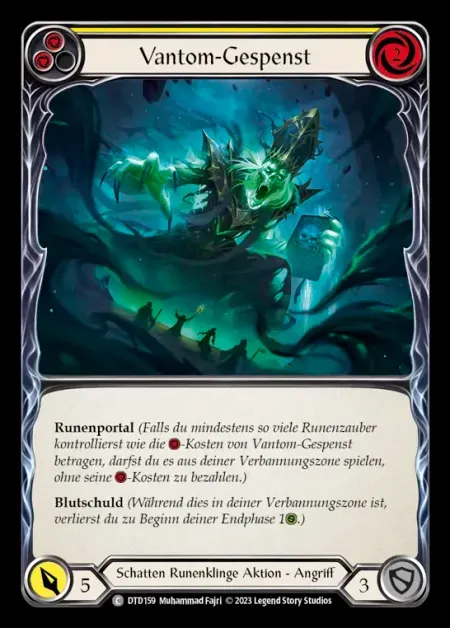 Vantom-Gespenst
2
Runenportal (Falls du mindestens so viele Runenzauber
kontrollierst wie die -Kosten von Vantom-Gespenst
betragen, darfst du es aus deiner Verbannungszone spielen,
ohne seine -Kosten zu bezahlen.)
Blutschuld (Während dies in deiner Verbannungszone ist,
verlierst du zu Beginn deiner Endphase 1.)
5
Schatten Runenklinge Aktion - Angriff
3
C DTD159 Muhammad Fajri © 2023 Legend Story Studios